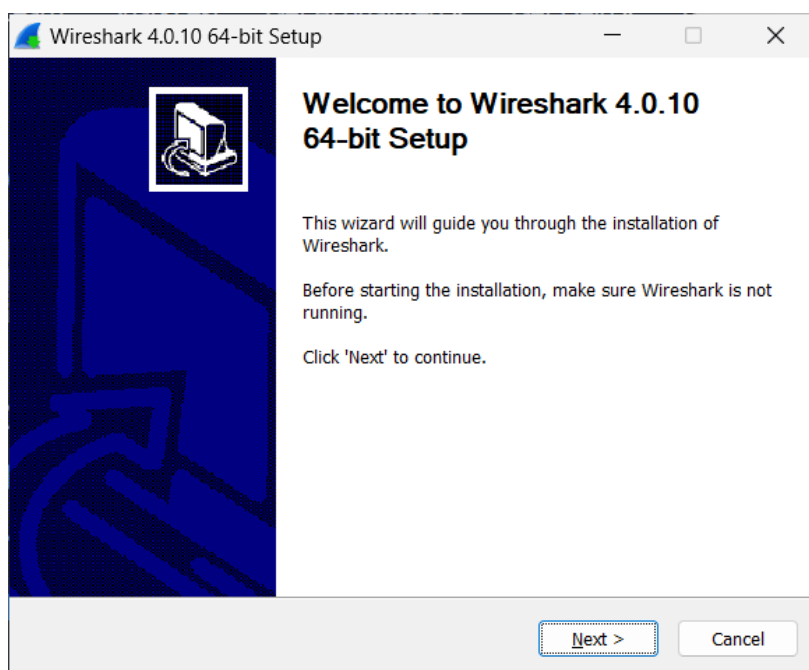 Wireshark 4.0.10 64-bit Setup
Welcome to Wireshark 4.0.10
64-bit Setup
This wizard will guide you through the installation of
Wireshark.
Before starting the installation, make sure Wireshark is not
running.
Click 'Next' to continue.
Next >
Cancel